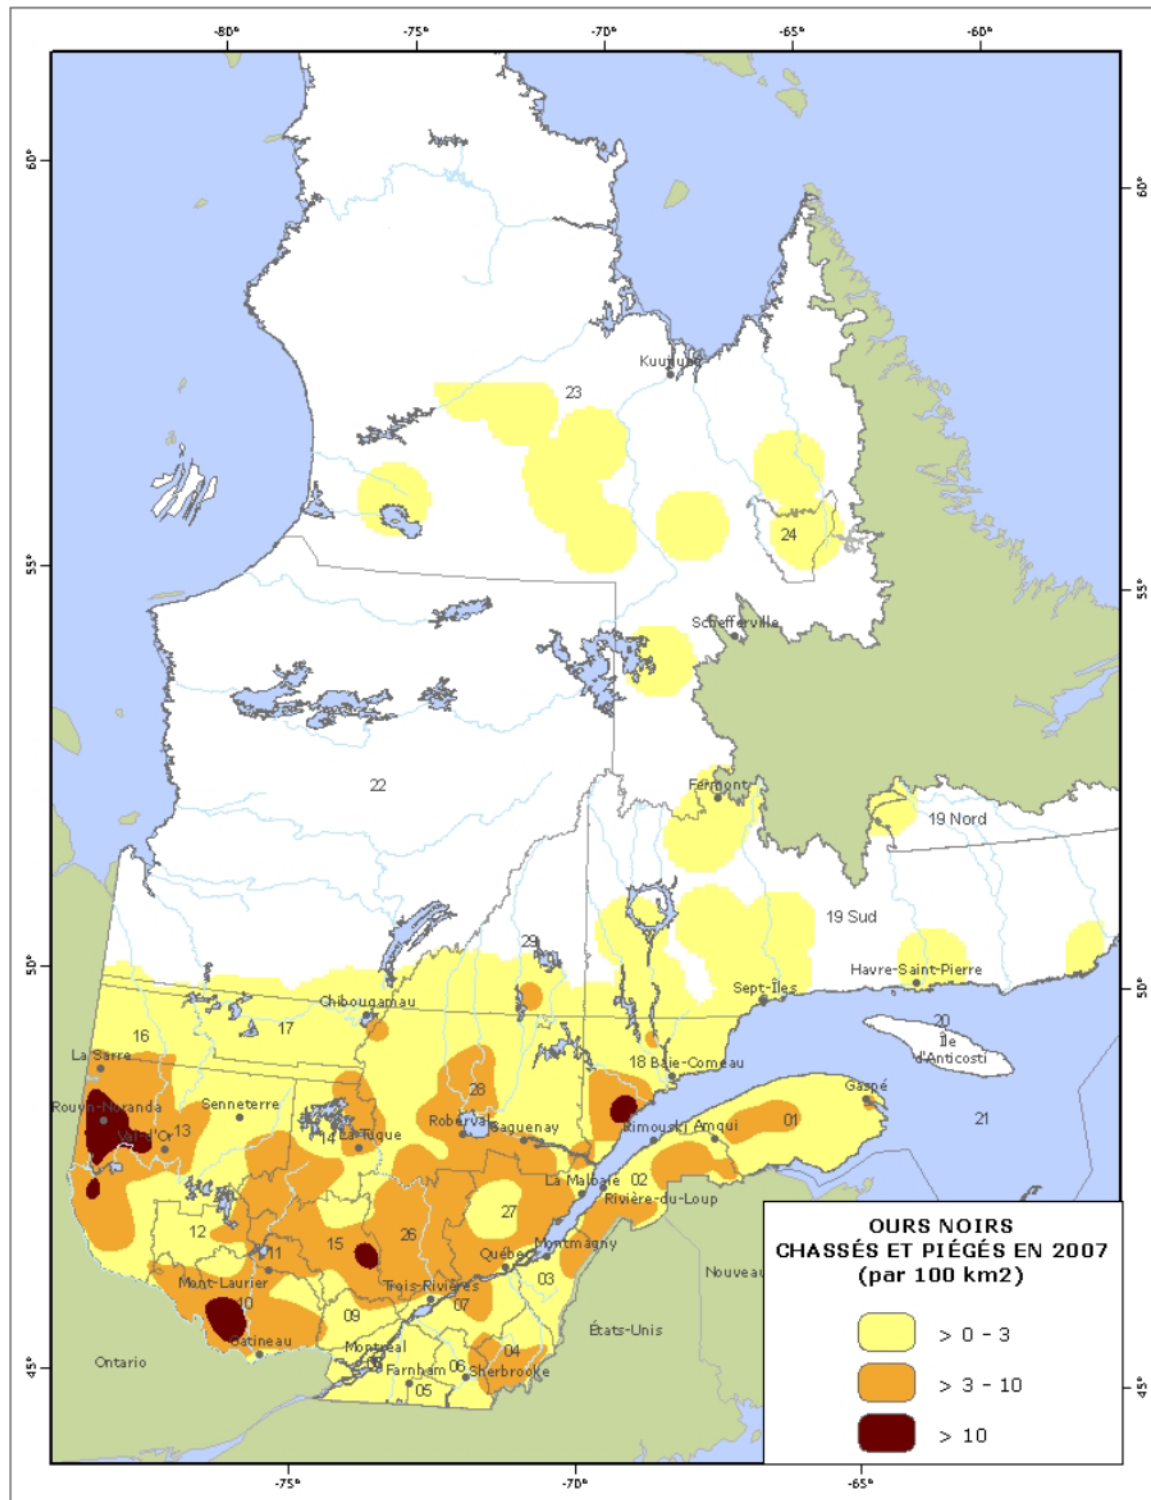 -80°
-75°
-70°
-65°
-60°
60°
60°
Kuujjuaq
23
24
55°
55°
Schefferville
22
Fermont
19 Nord
19 Sud
29
50°
50°
Havre-Saint-Pierre
Sept-Îles
Chibougamau
20
Île
d'Anticosti
16
17
La Sarre
18
Baie-Comeau
28
Gaspé
Rouyn-Noranda
Senneterre
Roberval
Saguenay
Rimouski
Amqui
01
21
Val-d'Or
13
14
La Tuque
La Malbaie
02
Rivière-du-Loup
12
27
26
15
11
Québec
Montmagny
Mont-Laurier
10
Trois-Rivières
03
07
09
Nouveau
Gatineau
États-Unis
Montréal
04
Ontario
Farnham
06
Sherbrooke
05
45°
45°
-75°
-70°
-65°
OURS NOIRS
CHASSÉS ET PIÉGÉS EN 2007
(par 100 km2)
> 0 - 3
> 3 - 10
> 10